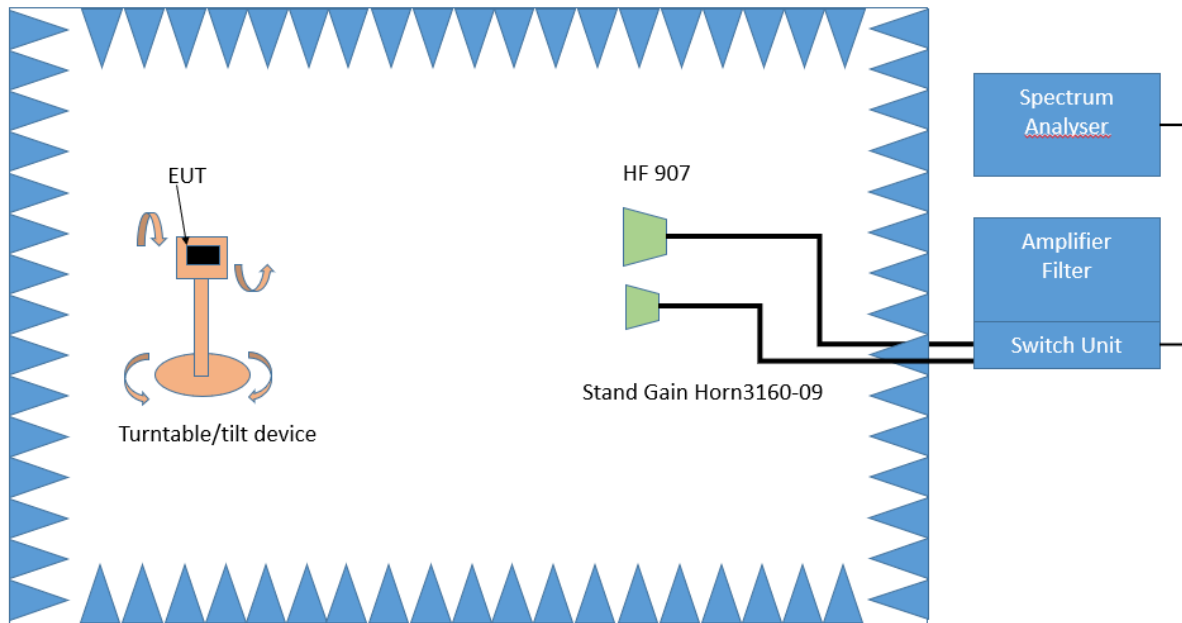 Spectrum
Analyser
EUT
HF 907
Amplifier
Filter
Switch Unit
Stand Gain Horn3160-09
Turntable/tilt device